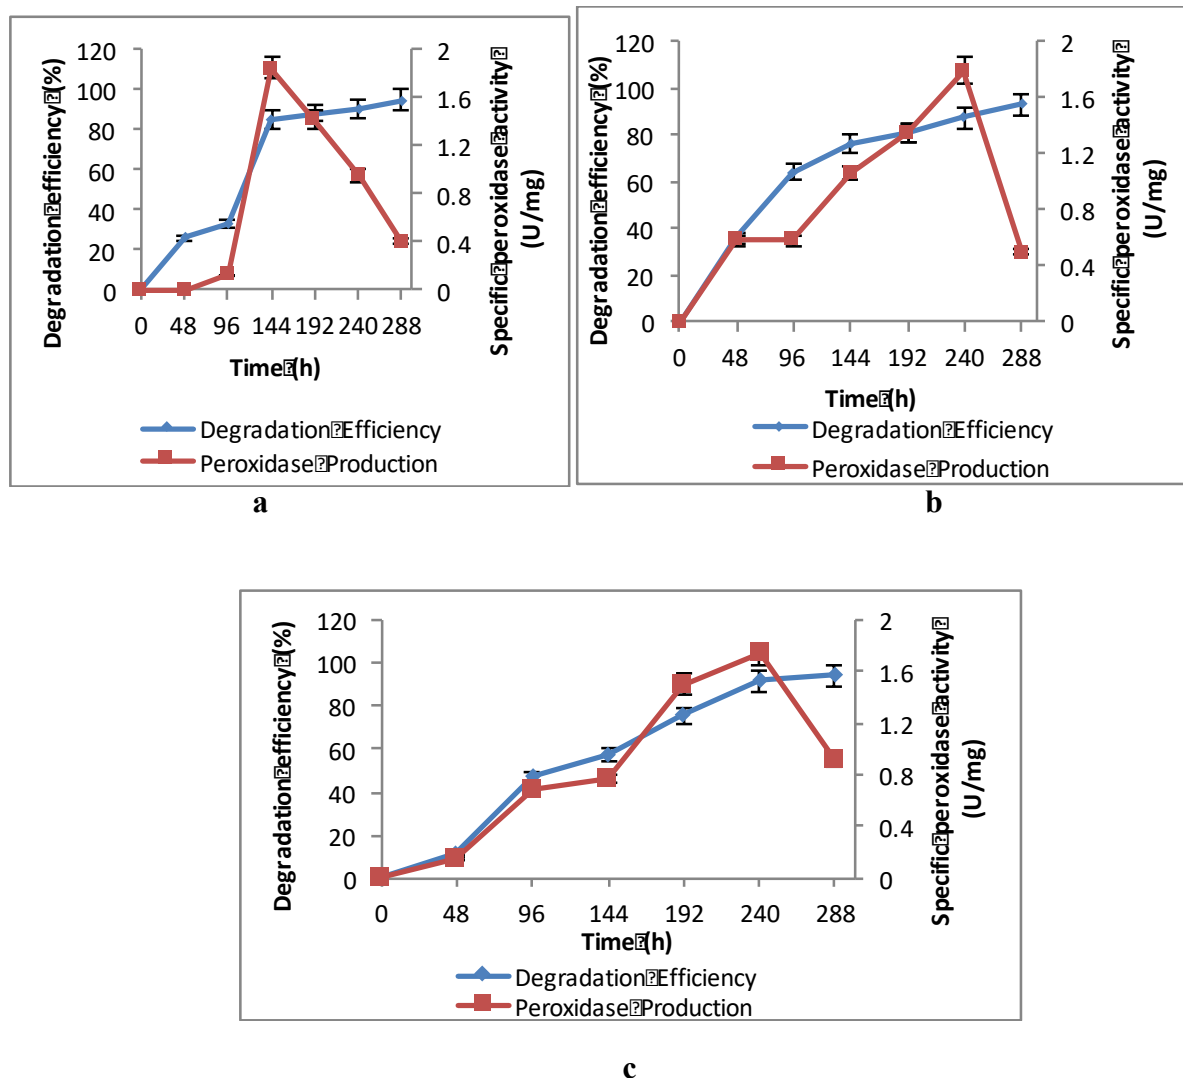 Degradation⍰efficiency⍰(%)
120
100
80
60
40
20
0
2
1.6
1.2
0.8
0.4
0
Specific⍰peroxidase⍰activity⍰
(U/mg)
0 48 96 144 192 240 288
Time⍰(h)
Degradation⍰Efficiency
Peroxidase⍰Production
a
Degradation⍰efficiency⍰(%)
120
100
80
60
40
20
0
2
1.6
1.2
0.8
0.4
0
Specific⍰peroxidase⍰activity⍰
(U/mg)
0 48 96 144 192 240 288
Time⍰(h)
Degradation⍰Efficiency
Peroxidase⍰Production
b
Degradation⍰efficiency⍰(%)
120
100
80
60
40
20
0
2
1.6
1.2
0.8
0.4
0
Specific⍰peroxidase⍰activity⍰
(U/mg)
0 48 96 144 192 240 288
Time⍰(h)
Degradation⍰Efficiency
Peroxidase⍰Production
c